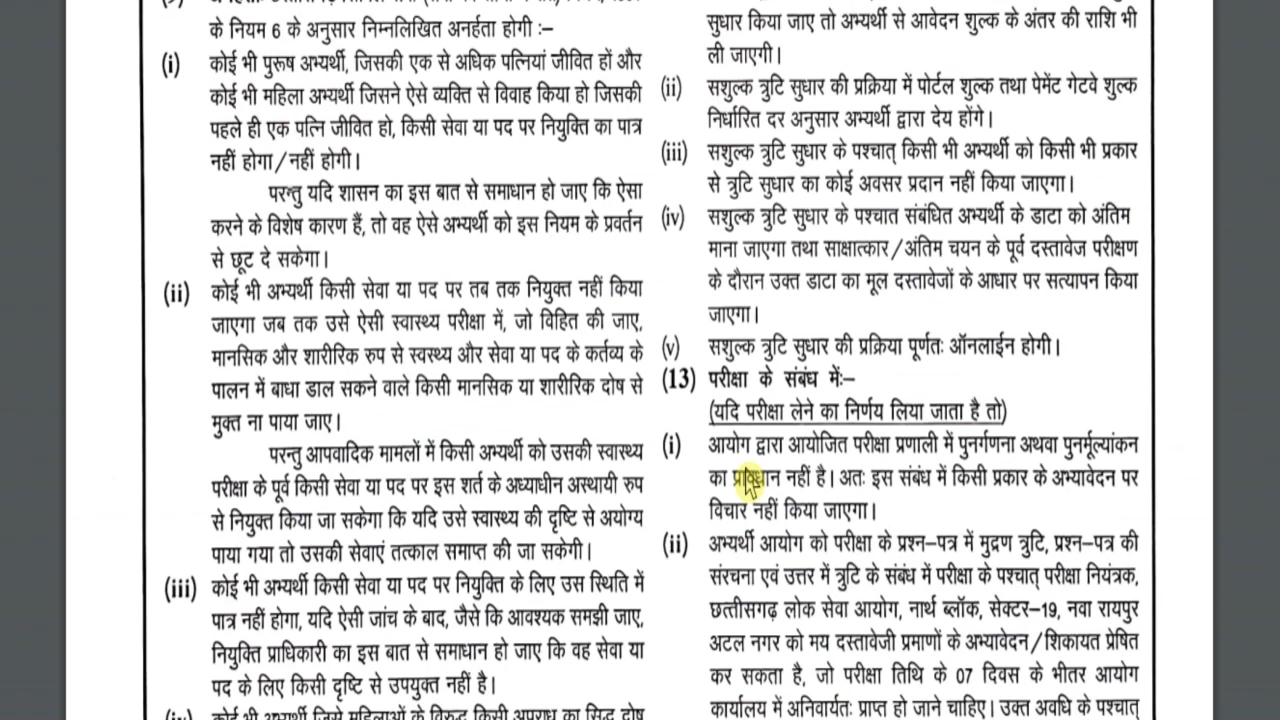 के नियम 6 के अनुसार निम्नलिखित अनर्हता होगी :–
(i) कोई भी पुरूष अभ्यर्थी, जिसकी एक से अधिक पत्नियां जीवित हों और
कोई भी महिला अभ्यर्थी जिसने ऐसे व्यक्ति से विवाह किया हो जिसकी
पहले ही एक पत्नि जीवित हो, किसी सेवा या पद पर नियुक्ति का पात्र
नहीं होगा/नहीं होगी।
परन्तु यदि शासन का इस बात से समाधान हो जाए कि ऐसा
करने के विशेष कारण हैं, तो वह ऐसे अभ्यर्थी को इस नियम के प्रवर्तन
से छूट दे सकेगा।
(ii) कोई भी अभ्यर्थी किसी सेवा या पद पर तब तक नियुक्त नहीं किया
जाएगा जब तक उसे ऐसी स्वास्थ्य परीक्षा में, जो विहित की जाए,
मानसिक और शारीरिक रुप से स्वस्थ्य और सेवा या पद के कर्तव्य के
पालन में बाधा डाल सकने वाले किसी मानसिक या शारीरिक दोष से
मुक्त ना पाया जाए।
परन्तु आपवादिक मामलों में किसी अभ्यर्थी को उसकी स्वास्थ्य
परीक्षा के पूर्व किसी सेवा या पद पर इस शर्त के अध्याधीन अस्थायी रुप
से नियुक्त किया जा सकेगा कि यदि उसे स्वास्थ्य की दृष्टि से अयोग्य
पाया गया तो उसकी सेवाएं तत्काल समाप्त की जा सकेगी।
(iii) कोई भी अभ्यर्थी किसी सेवा या पद पर नियुक्ति के लिए उस स्थिति में
पात्र नहीं होगा, यदि ऐसी जांच के बाद, जैसे कि आवश्यक समझी जाए,
नियुक्ति प्राधिकारी का इस बात से समाधान हो जाए कि वह सेवा या
पद के लिए किसी दृष्टि से उपयुक्त नहीं है।
(iv) कोई भी अभ्यर्थी जिसे महिलाओं के विरुद्ध किसी अपराध का सिद्ध दोष
सुधार किया जाए तो अभ्यर्थी से आवेदन शुल्क के अंतर की राशि भी
ली जाएगी।
(ii) सशुल्क त्रुटि सुधार की प्रक्रिया में पोर्टल शुल्क तथा पेमेंट गेटवे शुल्क
निर्धारित दर अनुसार अभ्यर्थी द्वारा देय होंगे।
(iii) सशुल्क त्रुटि सुधार के पश्चात् किसी भी अभ्यर्थी को किसी भी प्रकार
से त्रुटि सुधार का कोई अवसर प्रदान नहीं किया जाएगा।
(iv) सशुल्क त्रुटि सुधार के पश्चात संबंधित अभ्यर्थी के डाटा को अंतिम
माना जाएगा तथा साक्षात्कार/अंतिम चयन के पूर्व दस्तावेज परीक्षण
के दौरान उक्त डाटा का मूल दस्तावेजों के आधार पर सत्यापन किया
जाएगा।
(v) सशुल्क त्रुटि सुधार की प्रक्रिया पूर्णतः ऑनलाईन होगी।
(13) परीक्षा के संबंध में:–
(यदि परीक्षा लेने का निर्णय लिया जाता है तो)
(i) आयोग द्वारा आयोजित परीक्षा प्रणाली में पुनर्गणना अथवा पुनर्मूल्यांकन
का प्रावधान नहीं है। अतः इस संबंध में किसी प्रकार के अभ्यावेदन पर
विचार नहीं किया जाएगा।
(ii) अभ्यर्थी आयोग को परीक्षा के प्रश्न–पत्र में मुद्रण त्रुटि, प्रश्न–पत्र की
संरचना एवं उत्तर में त्रुटि के संबंध में परीक्षा के पश्चात् परीक्षा नियंत्रक,
छत्तीसगढ़ लोक सेवा आयोग, नार्थ ब्लॉक, सेक्टर–19, नवा रायपुर
अटल नगर को मय दस्तावेजी प्रमाणों के अभ्यावेदन/शिकायत प्रेषित
कर सकता है, जो परीक्षा तिथि के 07 दिवस के भीतर आयोग
कार्यालय में अनिवार्यतः प्राप्त हो जाने चाहिए। उक्त अवधि के पश्चात्